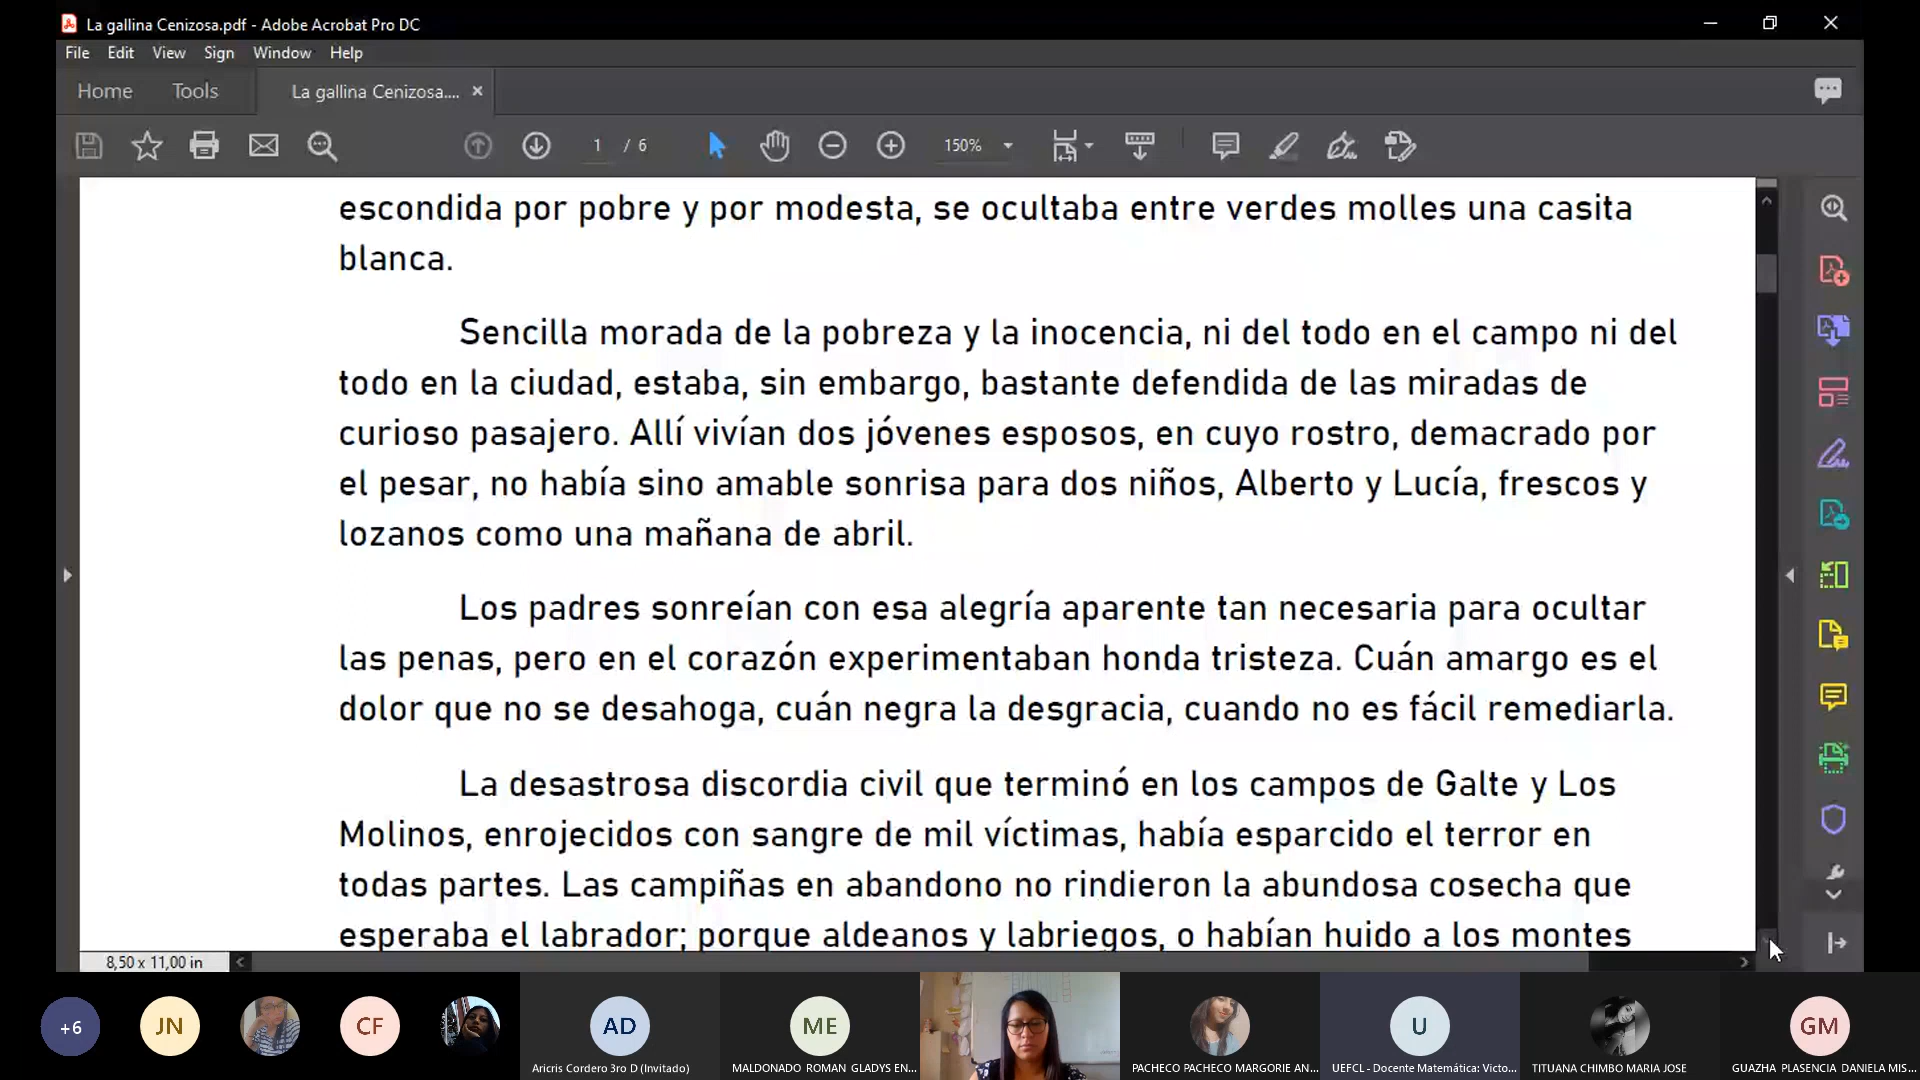 La gallina Cenizosa.pdf - Adobe Acrobat Pro DC
File Edit View Sign Window Help
Home Tools La gallina Cenizosa....
1 / 6 150%
escondida por pobre y por modesta, se ocultaba entre verdes molles una casita
blanca.
Sencilla morada de la pobreza y la inocencia, ni del todo en el campo ni del
todo en la ciudad, estaba, sin embargo, bastante defendida de las miradas de
curioso pasajero. Allí vivían dos jóvenes esposos, en cuyo rostro, demacrado por
el pesar, no había sino amable sonrisa para dos niños, Alberto y Lucía, frescos y
lozanos como una mañana de abril.
Los padres sonreían con esa alegría aparente tan necesaria para ocultar
las penas, pero en el corazón experimentaban honda tristeza. Cuán amargo es el
dolor que no se desahoga, cuán negra la desgracia, cuando no es fácil remediarla.
La desastrosa discordia civil que terminó en los campos de Galte y Los
Molinos, enrojecidos con sangre de mil víctimas, había esparcido el terror en
todas partes. Las campiñas en abandono no rindieron la abundosa cosecha que
esperaba el labrador; porque aldeanos y labriegos, o habían huido a los montes
8,50 x 11,00 in
+6 JN CF AD ME U GM
Aricris Cordero 3ro D (Invitado) MALDONADO ROMAN GLADYS EN... PACHECO PACHECO MARGORIE AN... UEFCL - Docente Matemática: Victo... TITUANA CHIMBO MARIA JOSE GUAZHA PLASENCIA DANIELA MIS...